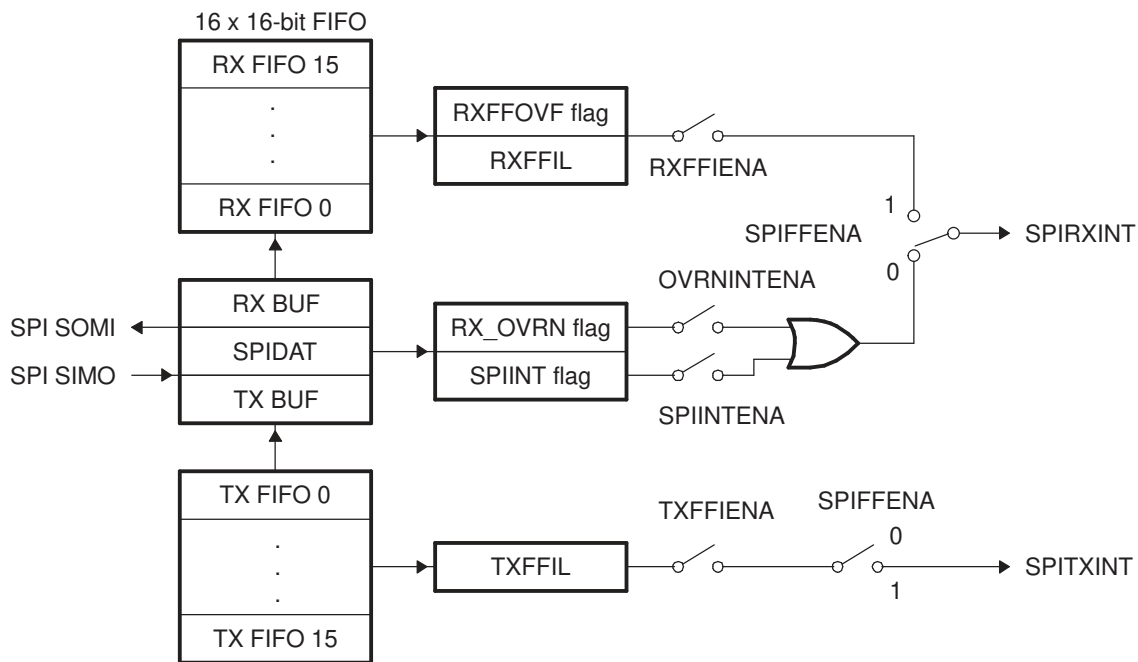 16 x 16-bit FIFO
RX FIFO 15
.
.
.
RX FIFO 0
RXFFOVF flag
RXFFIL
RXFFIENA
1
SPIFFENA
0
SPIRXINT
OVRNINTENA
RX BUF
SPI SOMI
SPIDAT
SPI SIMO
TX BUF
RX_OVRN flag
SPIINT flag
SPIINTENA
TX FIFO 0
.
.
.
TX FIFO 15
TXFFIL
TXFFIENA
SPIFFENA
0
1
SPITXINT